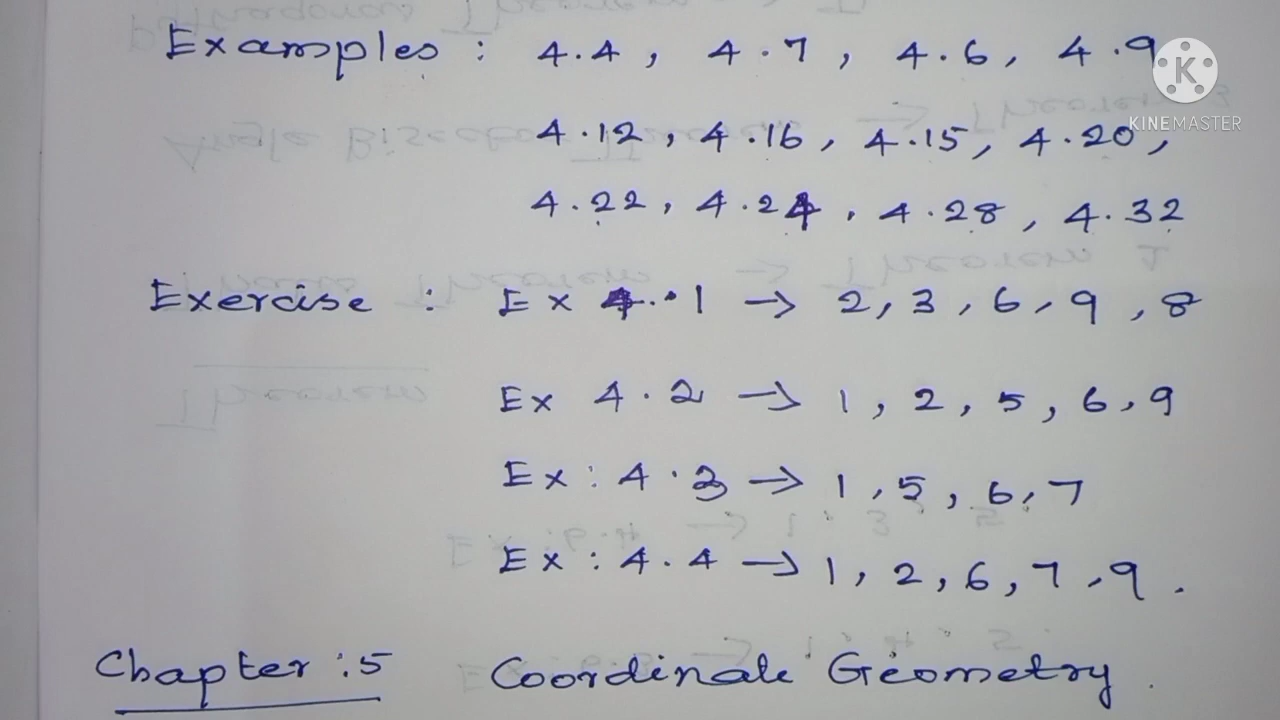 Examples : 4.4, 4.7, 4.6, 4.9
KINEMASTER
4.12, 4.16, 4.15, 4.20,
4.22, 4.24, 4.28, 4.32
Exercise : Ex 4.1 → 2, 3, 6, 9, 8
Ex 4.2 → 1, 2, 5, 6, 9
Ex : 4.3 → 1, 5, 6, 7
Ex : 4.4 → 1, 2, 6, 7, 9.
Chapter : 5 Coordinate Geometry.